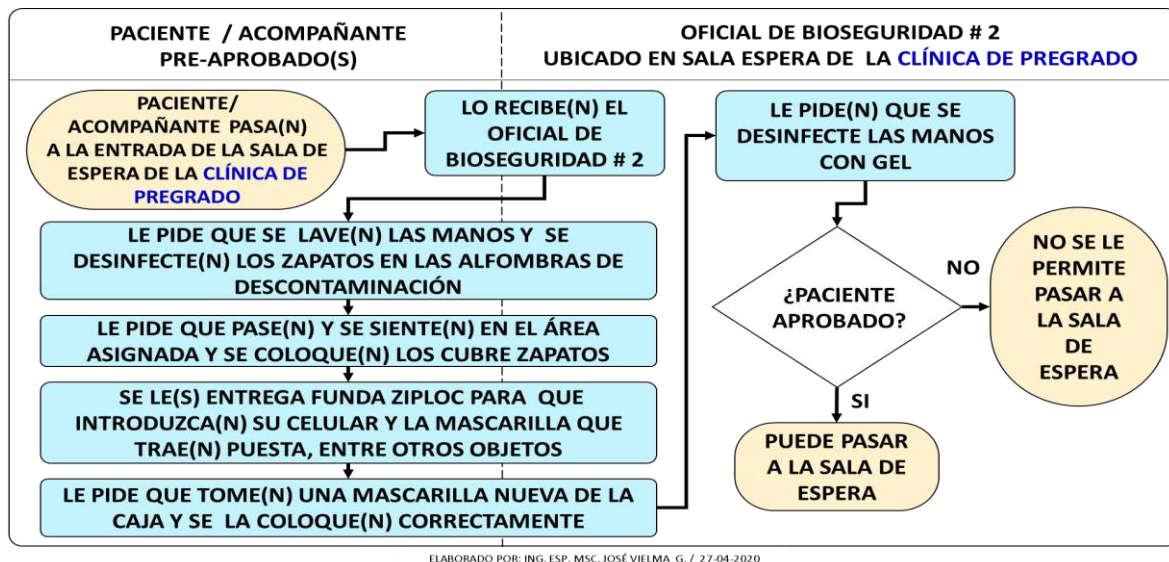 PACIENTE / ACOMPAÑANTE
PRE-APROBADO(S)
OFICIAL DE BIOSEGURIDAD # 2
UBICADO EN SALA ESPERA DE LA CLÍNICA DE PREGRADO
PACIENTE/
ACOMPAÑANTE PASA(N)
A LA ENTRADA DE LA SALA DE
ESPERA DE LA CLÍNICA DE
PREGRADO
LO RECIBE(N) EL
OFICIAL DE
BIOSEGURIDAD # 2
LE PIDE QUE SE LAVE(N) LAS MANOS Y SE
DESINFECTE(N) LOS ZAPATOS EN LAS ALFOMBRAS DE
DESCONTAMINACIÓN
LE PIDE QUE PASE(N) Y SE SIENTE(N) EN EL ÁREA
ASIGNADA Y SE COLOQUE(N) LOS CUBRE ZAPATOS
SE LE(S) ENTREGA FUNDA ZIPLOC PARA QUE
INTRODUZCA(N) SU CELULAR Y LA MASCARILLA QUE
TRAE(N) PUESTA, ENTRE OTROS OBJETOS
LE PIDE QUE TOME(N) UNA MASCARILLA NUEVA DE LA
CAJA Y SE LA COLOQUE(N) CORRECTAMENTE
LE PIDE(N) QUE SE
DESINFECTE LAS MANOS
CON GEL
¿PACIENTE
APROBADO?
NO
NO SE LE
PERMITE
PASAR A
LA SALA
DE
ESPERA
SI
PUEDE PASAR
A LA SALA DE
ESPERA
ELABORADO POR: ING. ESP. MSC. JOSÉ VIELMA G. / 27-04-2020